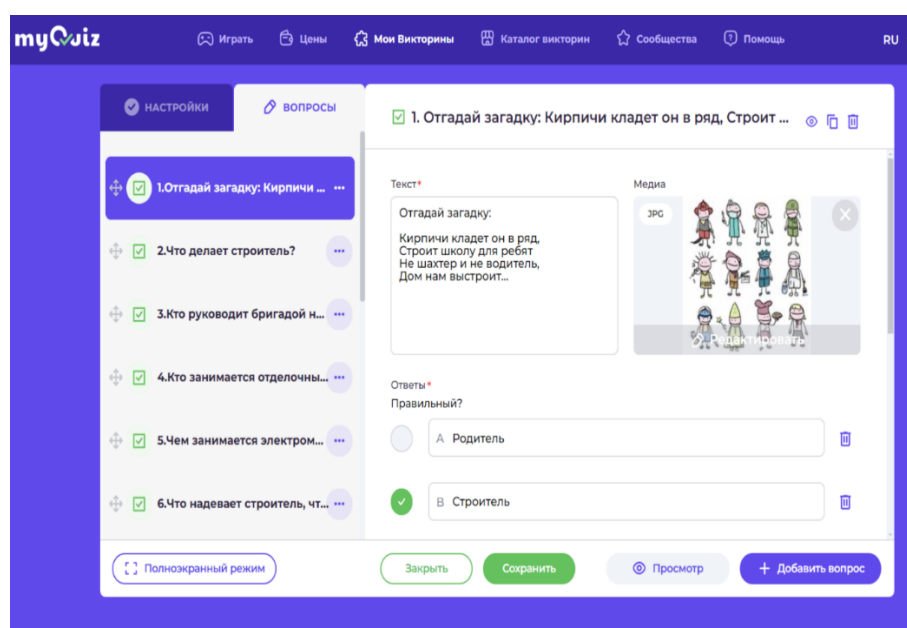 myQuiz
Играть
Цены
Мои Викторины
Каталог викторин
Сообщества
Помощь
RU
НАСТРОЙКИ
ВОПРОСЫ
1. Отгадай загадку: Кирпичи кладет он в ряд, Строит ...
1.Отгадай загадку: Кирпичи ...
2.Что делает строитель?
3.Кто руководит бригадой н...
4.Кто занимается отделочны...
5.Чем занимается электром...
6.Что надевает строитель, чт...
Текст*
Отгадай загадку:
Кирпичи кладет он в ряд,
Строит школу для ребят
Не шахтер и не водитель,
Дом нам выстроит...
Медиа
JPG
Редактировать
Ответы*
Правильный?
A Родитель
B Строитель
Полноэкранный режим
Закрыть
Сохранить
Просмотр
+ Добавить вопрос